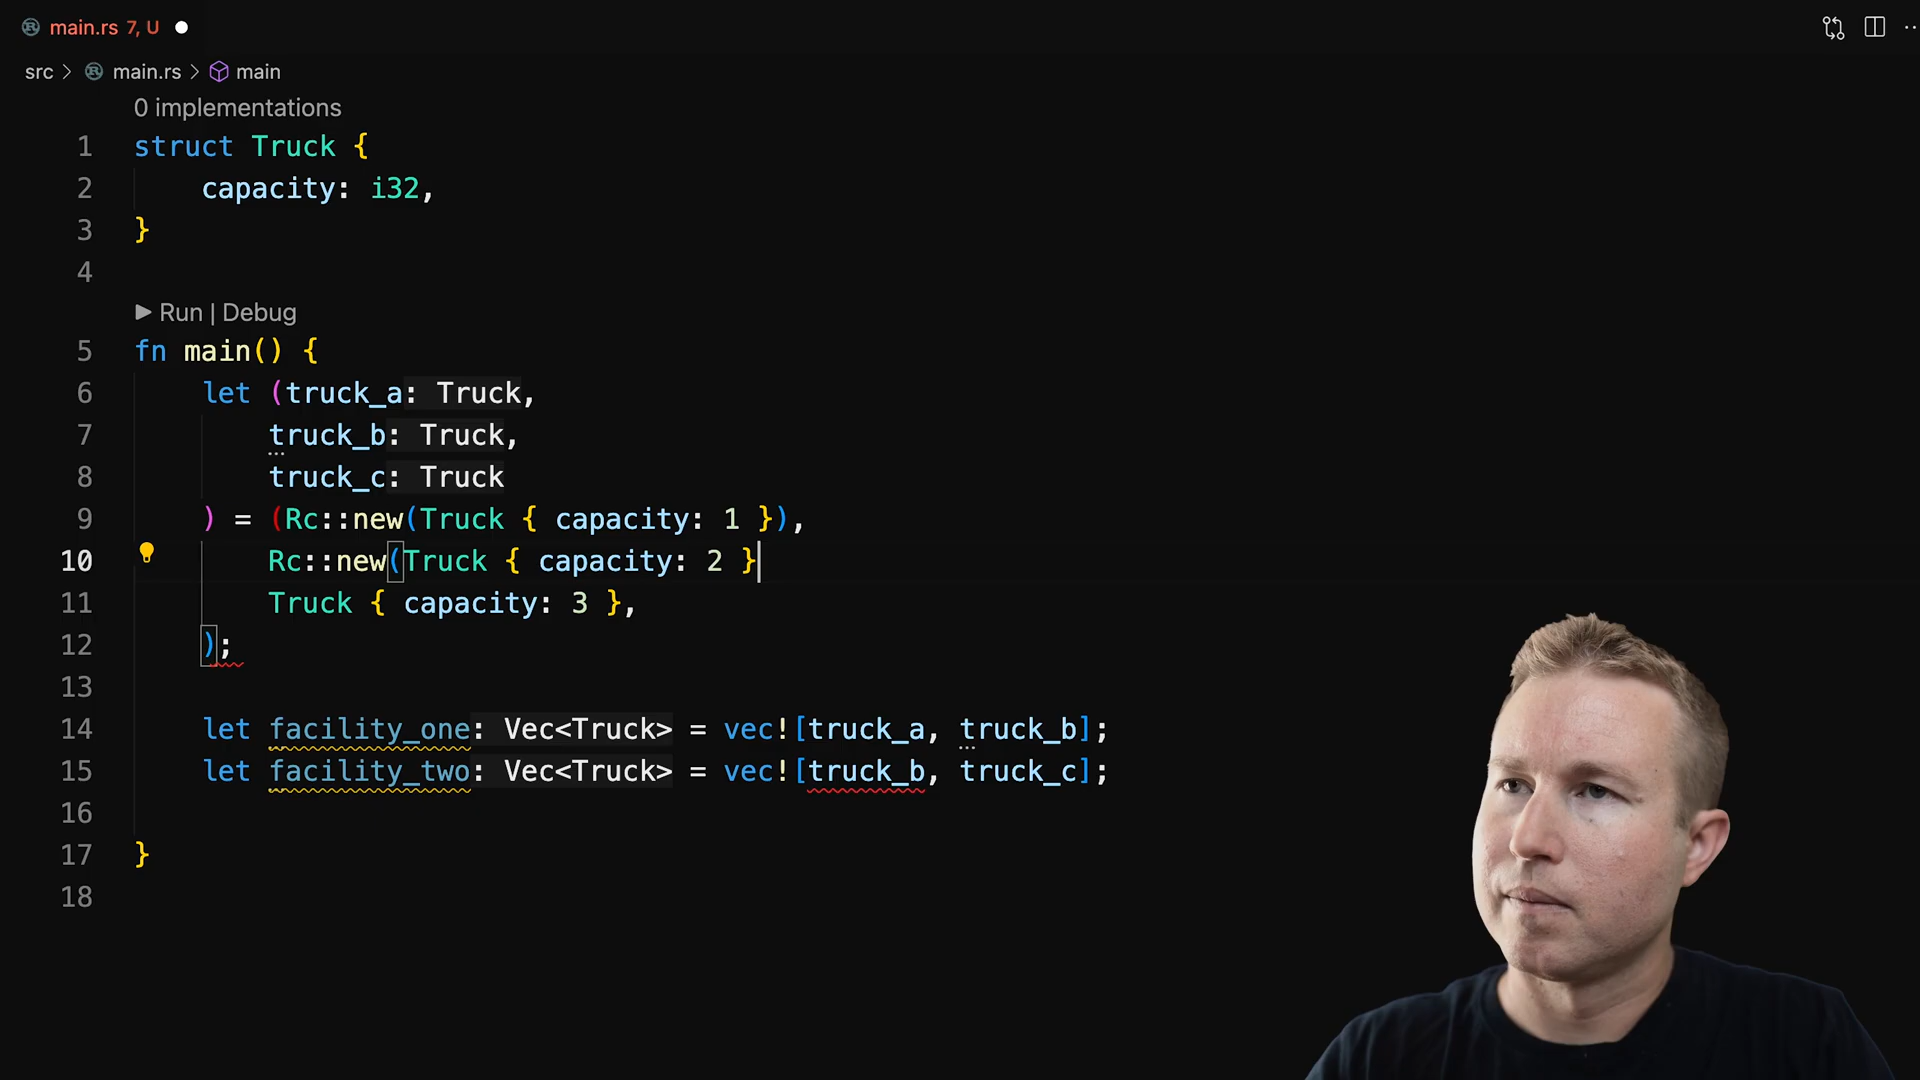 main.rs 7, U
src > main.rs > main
0 implementations
1 struct Truck {
2 capacity: i32,
3 }
4
Run | Debug
5 fn main() {
6 let (truck_a: Truck,
7 truck_b: Truck,
8 truck_c: Truck
9 ) = (Rc::new(Truck { capacity: 1 }),
10 Rc::new(Truck { capacity: 2 }
11 Truck { capacity: 3 },
12 );
13
14 let facility_one: Vec<Truck> = vec![truck_a, truck_b];
15 let facility_two: Vec<Truck> = vec![truck_b, truck_c];
16
17 }
18